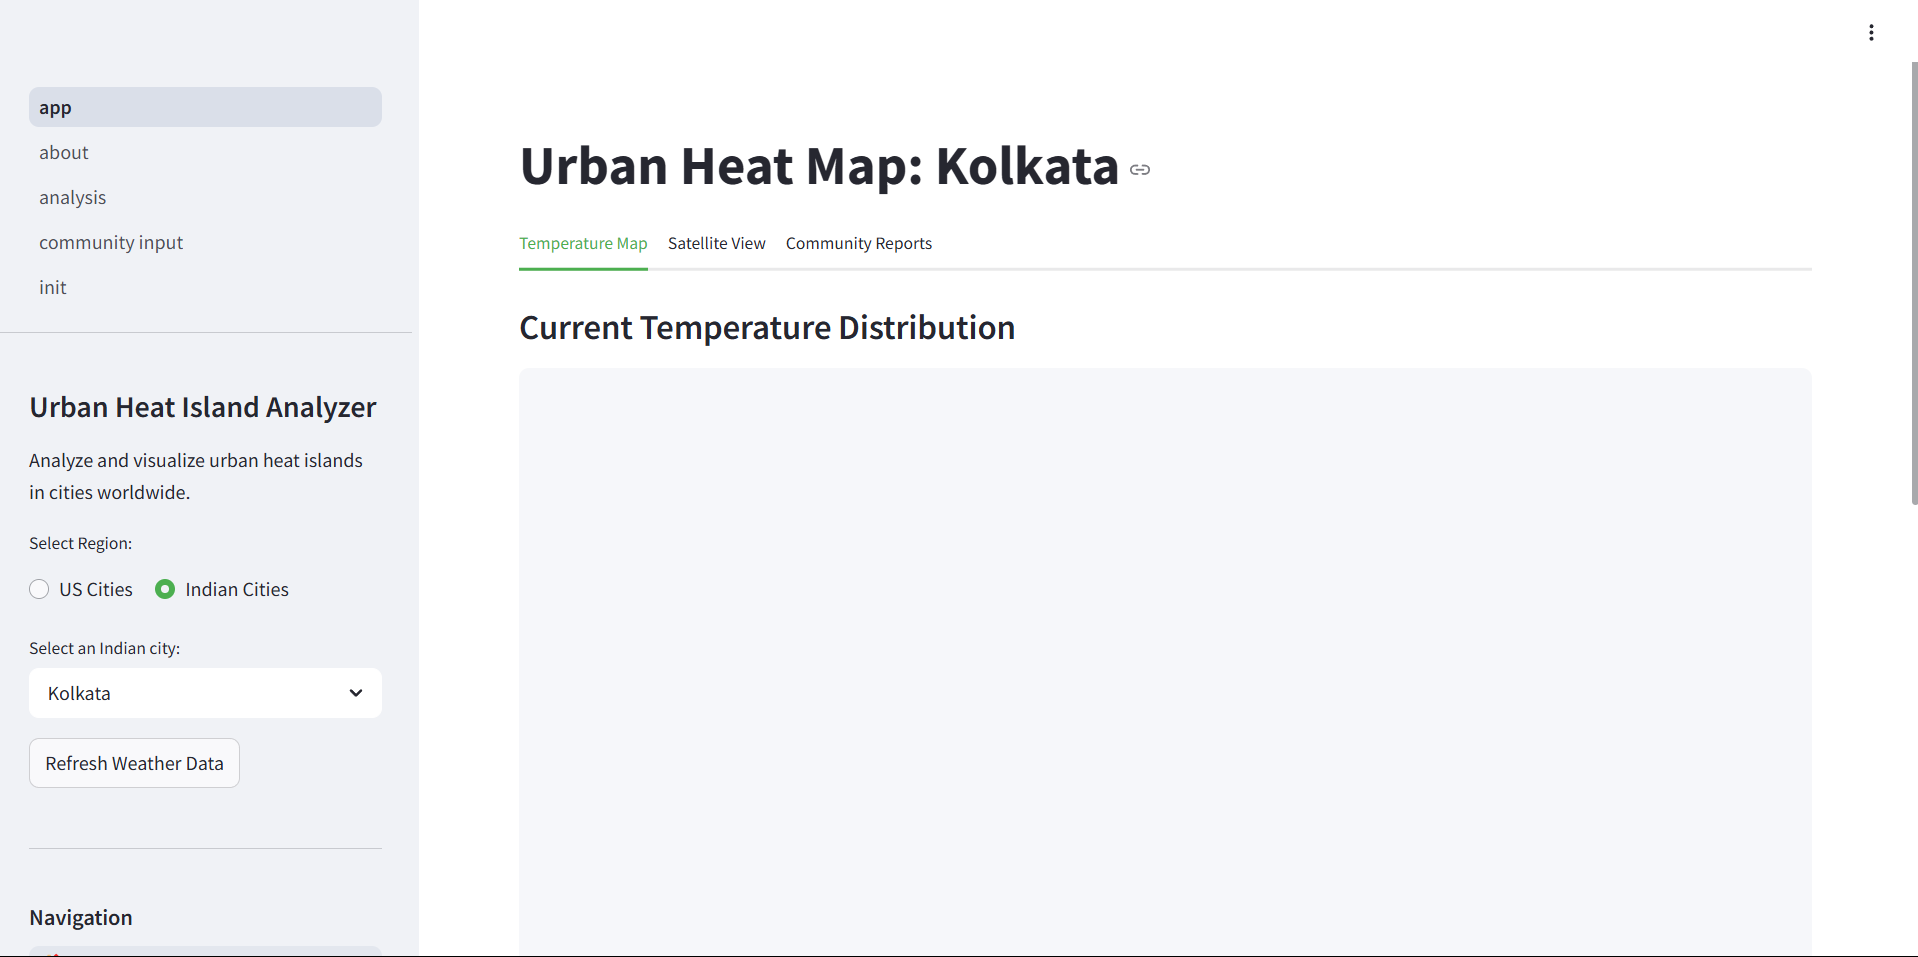 app
about
analysis
community input
init
Urban Heat Island Analyzer
Analyze and visualize urban heat islands
in cities worldwide.
Select Region:
US Cities
Indian Cities
Select an Indian city:
Kolkata
Refresh Weather Data
Navigation
Urban Heat Map: Kolkata
Temperature Map
Satellite View
Community Reports
Current Temperature Distribution